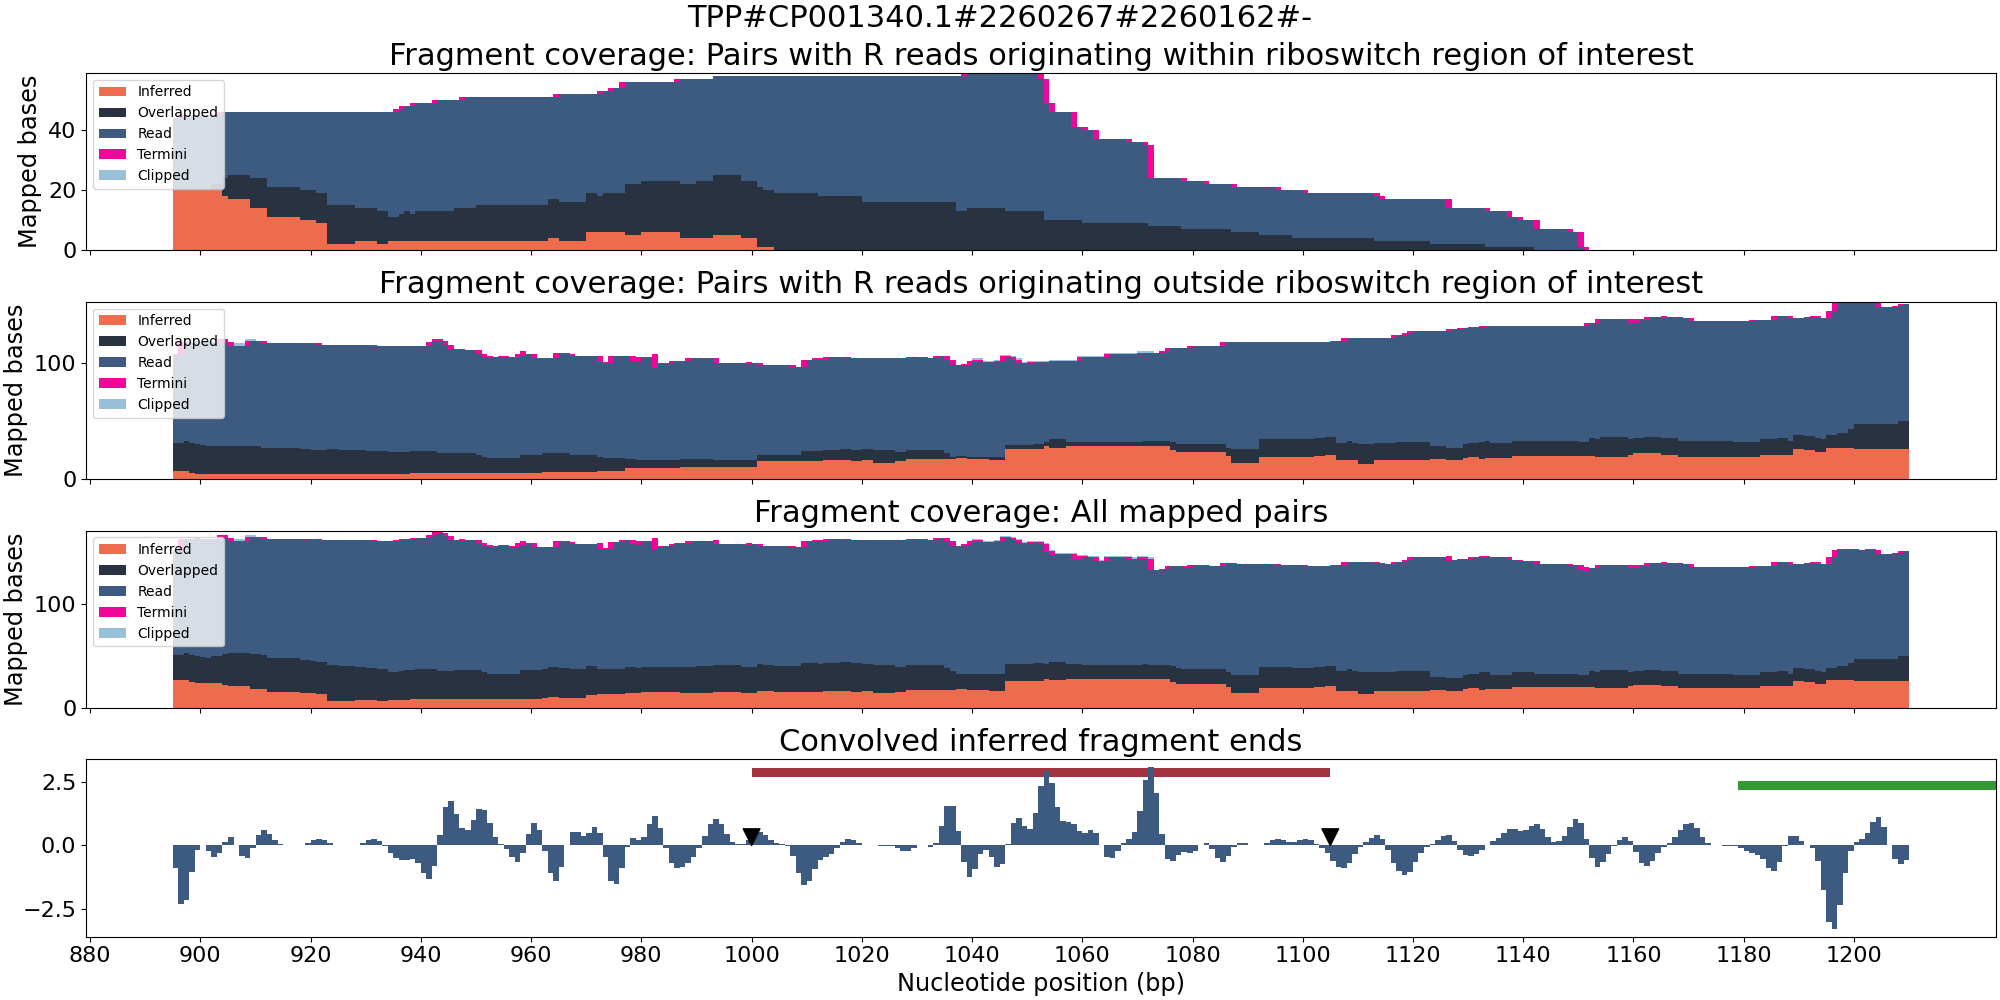 TPP#CP001340.1#2260267#2260162#-
Fragment coverage: Pairs with R reads originating within riboswitch region of interest
Mapped bases
40
20
0
Inferred
Overlapped
Read
Termini
Clipped
Fragment coverage: Pairs with R reads originating outside riboswitch region of interest
Mapped bases
100
0
Inferred
Overlapped
Read
Termini
Clipped
Fragment coverage: All mapped pairs
Mapped bases
100
0
Inferred
Overlapped
Read
Termini
Clipped
Convolved inferred fragment ends
2.5
0.0
−2.5
880 900 920 940 960 980 1000 1020 1040 1060 1080 1100 1120 1140 1160 1180 1200
Nucleotide position (bp)